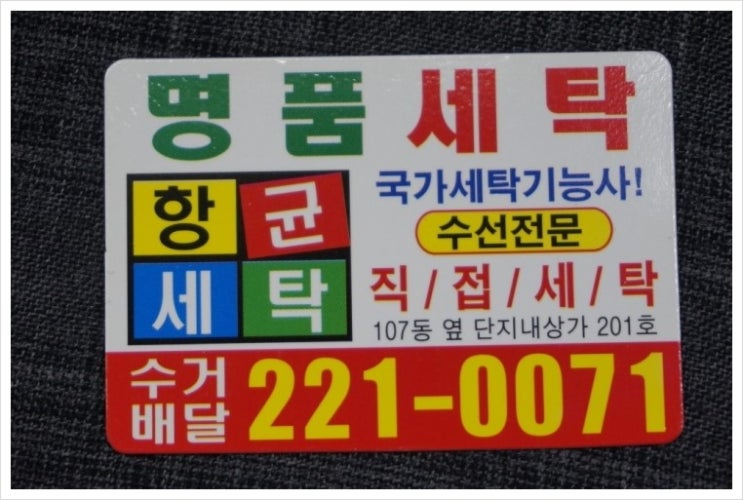 명품세탁
항균
세탁
국가세탁기능사!
수선전문
직/접/세/탁
107동 옆 단지내상가 201호
수거
배달
221-0071